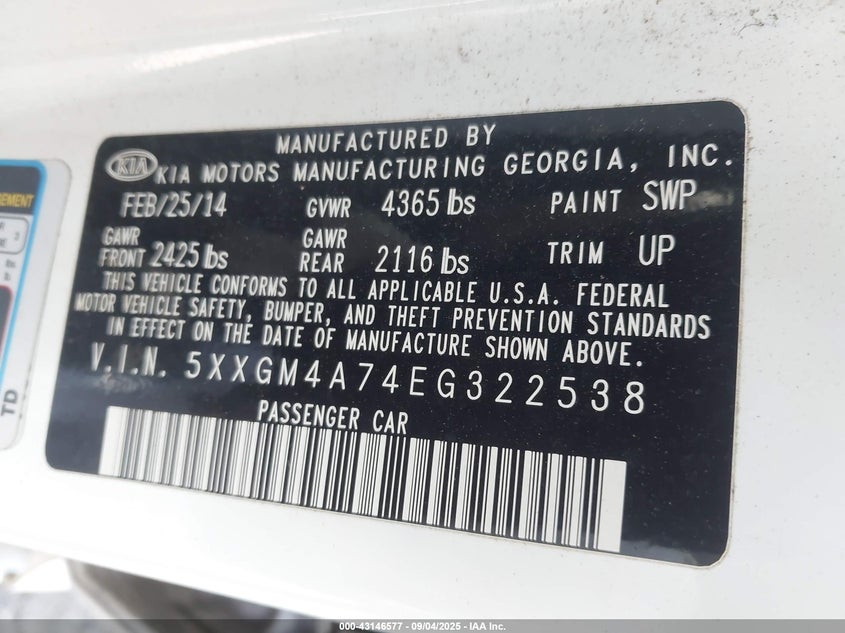 MANUFACTURED BY
KIA KIA MOTORS MANUFACTURING GEORGIA, INC.
FEB/25/14 GVWR 4365 lbs PAINT SWP
GAWR FRONT 2425 lbs GAWR REAR 2116 lbs TRIM UP
THIS VEHICLE CONFORMS TO ALL APPLICABLE U.S.A. FEDERAL
MOTOR VEHICLE SAFETY, BUMPER, AND THEFT PREVENTION STANDARDS
IN EFFECT ON THE DATE OF MANUFACTURE SHOWN ABOVE.
V.I.N. 5XXGM4A74EG322538
PASSENGER CAR
TD
000-43146577 - 09/04/2025 - IAA Inc.